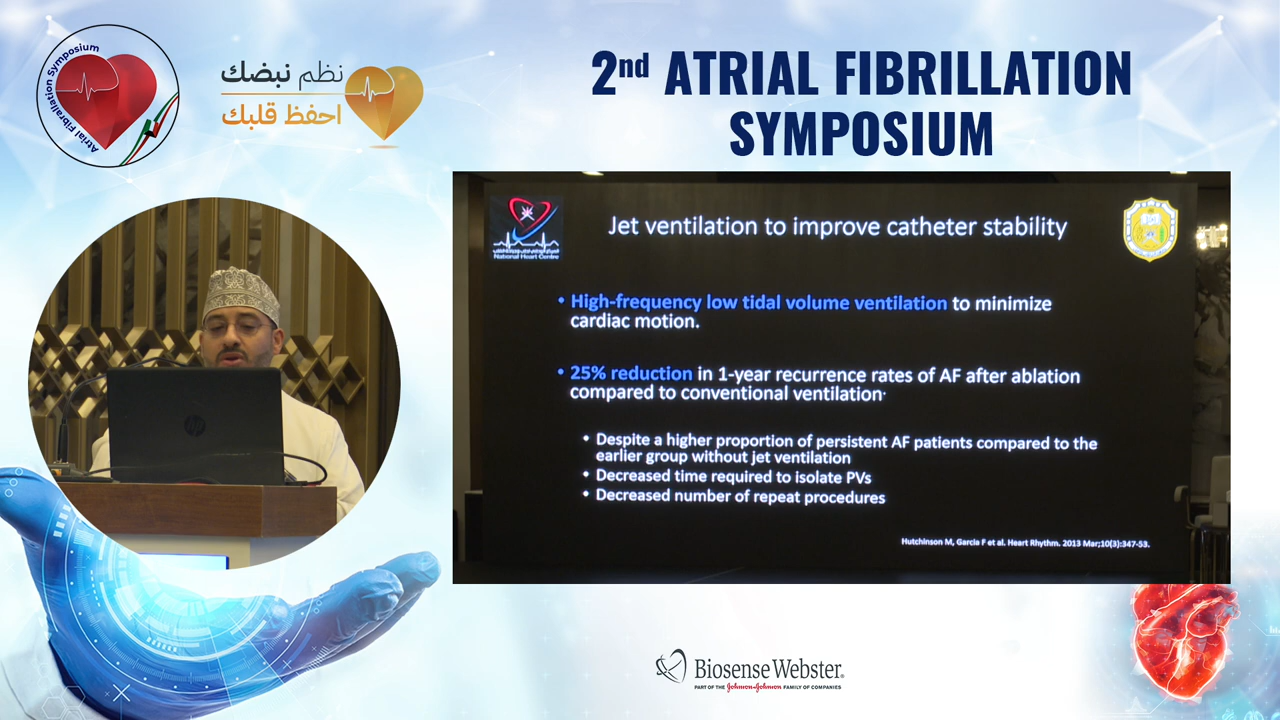 Atrial Fibrillation Symposium
نظم نبضك
احفظ قلبك
2nd ATRIAL FIBRILLATION
SYMPOSIUM
National Heart Centre
Jet ventilation to improve catheter stability
• High-frequency low tidal volume ventilation to minimize
cardiac motion.
• 25% reduction in 1-year recurrence rates of AF after ablation
compared to conventional ventilation.
• Despite a higher proportion of persistent AF patients compared to the
earlier group without jet ventilation
• Decreased time required to isolate PVs
• Decreased number of repeat procedures
Hutchinson M, Garcia F et al. Heart Rhythm. 2013 Mar;10(3):347-53.
hp
Biosense Webster®
PART OF THE Johnson & Johnson FAMILY OF COMPANIES